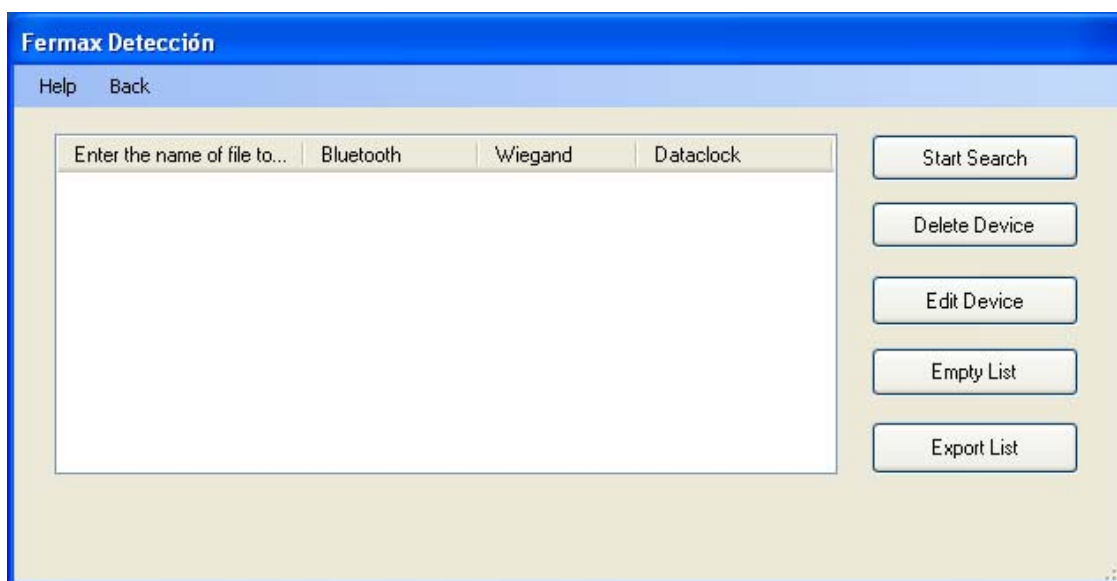 Fermax Detección
Help Back
Enter the name of file to... Bluetooth Wiegand Dataclock
Start Search
Delete Device
Edit Device
Empty List
Export List